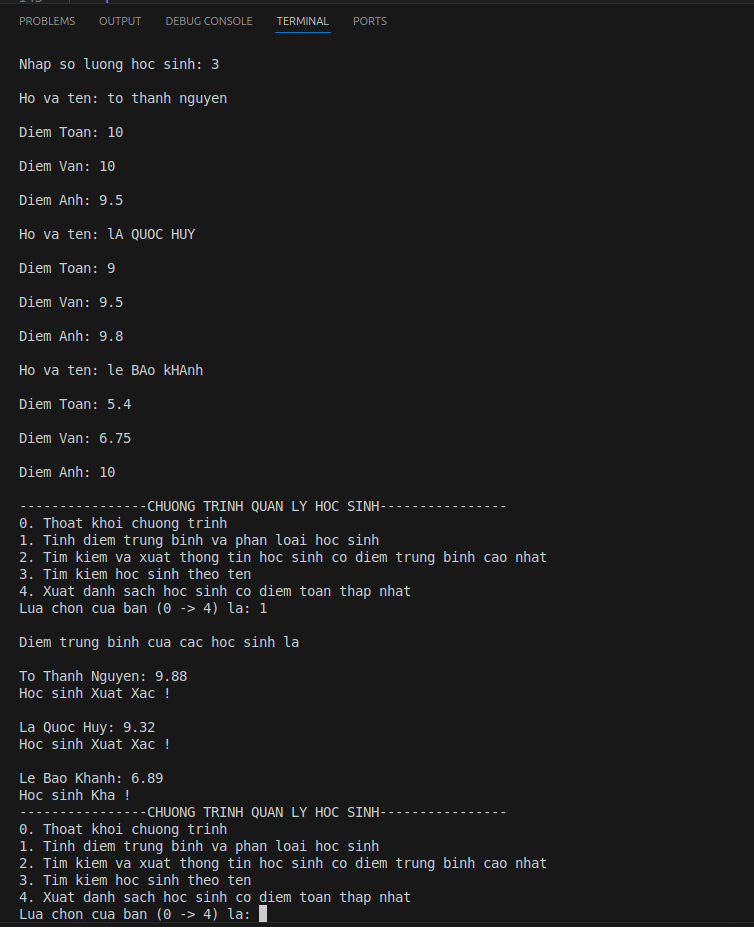 PROBLEMS OUTPUT DEBUG CONSOLE TERMINAL PORTS
Nhap so luong hoc sinh: 3
Ho va ten: to thanh nguyen
Diem Toan: 10
Diem Van: 10
Diem Anh: 9.5
Ho va ten: lA QUOC HUY
Diem Toan: 9
Diem Van: 9.5
Diem Anh: 9.8
Ho va ten: le BAo kHAnh
Diem Toan: 5.4
Diem Van: 6.75
Diem Anh: 10
----------------CHUONG TRINH QUAN LY HOC SINH----------------
0. Thoat khoi chuong trinh
1. Tinh diem trung binh va phan loai hoc sinh
2. Tim kiem va xuat thong tin hoc sinh co diem trung binh cao nhat
3. Tim kiem hoc sinh theo ten
4. Xuat danh sach hoc sinh co diem toan thap nhat
Lua chon cua ban (0 -> 4) la: 1
Diem trung binh cua cac hoc sinh la
To Thanh Nguyen: 9.88
Hoc sinh Xuat Xac !
La Quoc Huy: 9.32
Hoc sinh Xuat Xac !
Le Bao Khanh: 6.89
Hoc sinh Kha !
----------------CHUONG TRINH QUAN LY HOC SINH----------------
0. Thoat khoi chuong trinh
1. Tinh diem trung binh va phan loai hoc sinh
2. Tim kiem va xuat thong tin hoc sinh co diem trung binh cao nhat
3. Tim kiem hoc sinh theo ten
4. Xuat danh sach hoc sinh co diem toan thap nhat
Lua chon cua ban (0 -> 4) la: